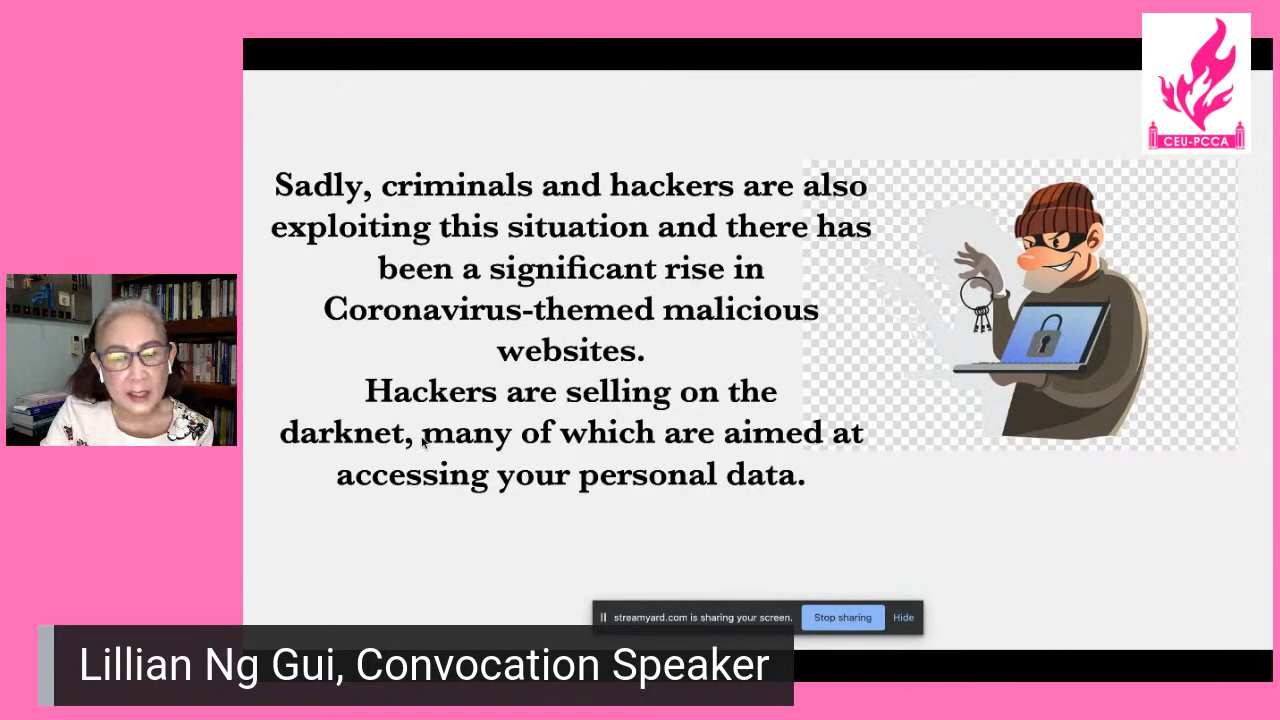 CEU-PCCA
Sadly, criminals and hackers are also
exploiting this situation and there has
been a significant rise in
Coronavirus-themed malicious
websites.
Hackers are selling on the
darknet, many of which are aimed at
accessing your personal data.
streamyard.com is sharing your screen.
Stop sharing
Hide
Lillian Ng Gui, Convocation Speaker